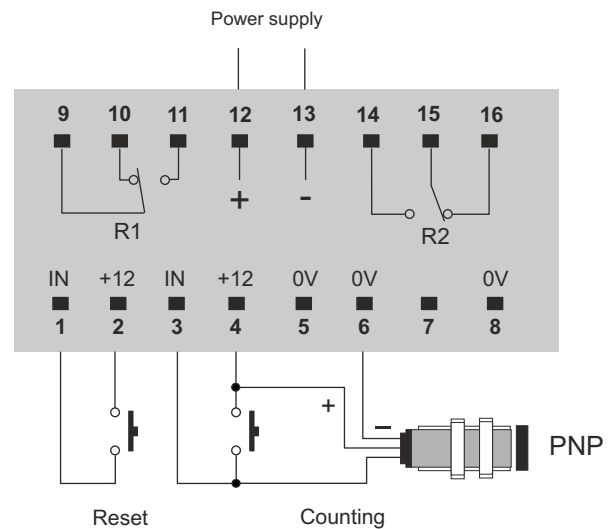 Power supply
9 10 11 12 13 14 15 16
+ -
R1 R2
IN +12 IN +12 0V 0V 0V
1 2 3 4 5 6 7 8
+ −
PNP
Reset Counting